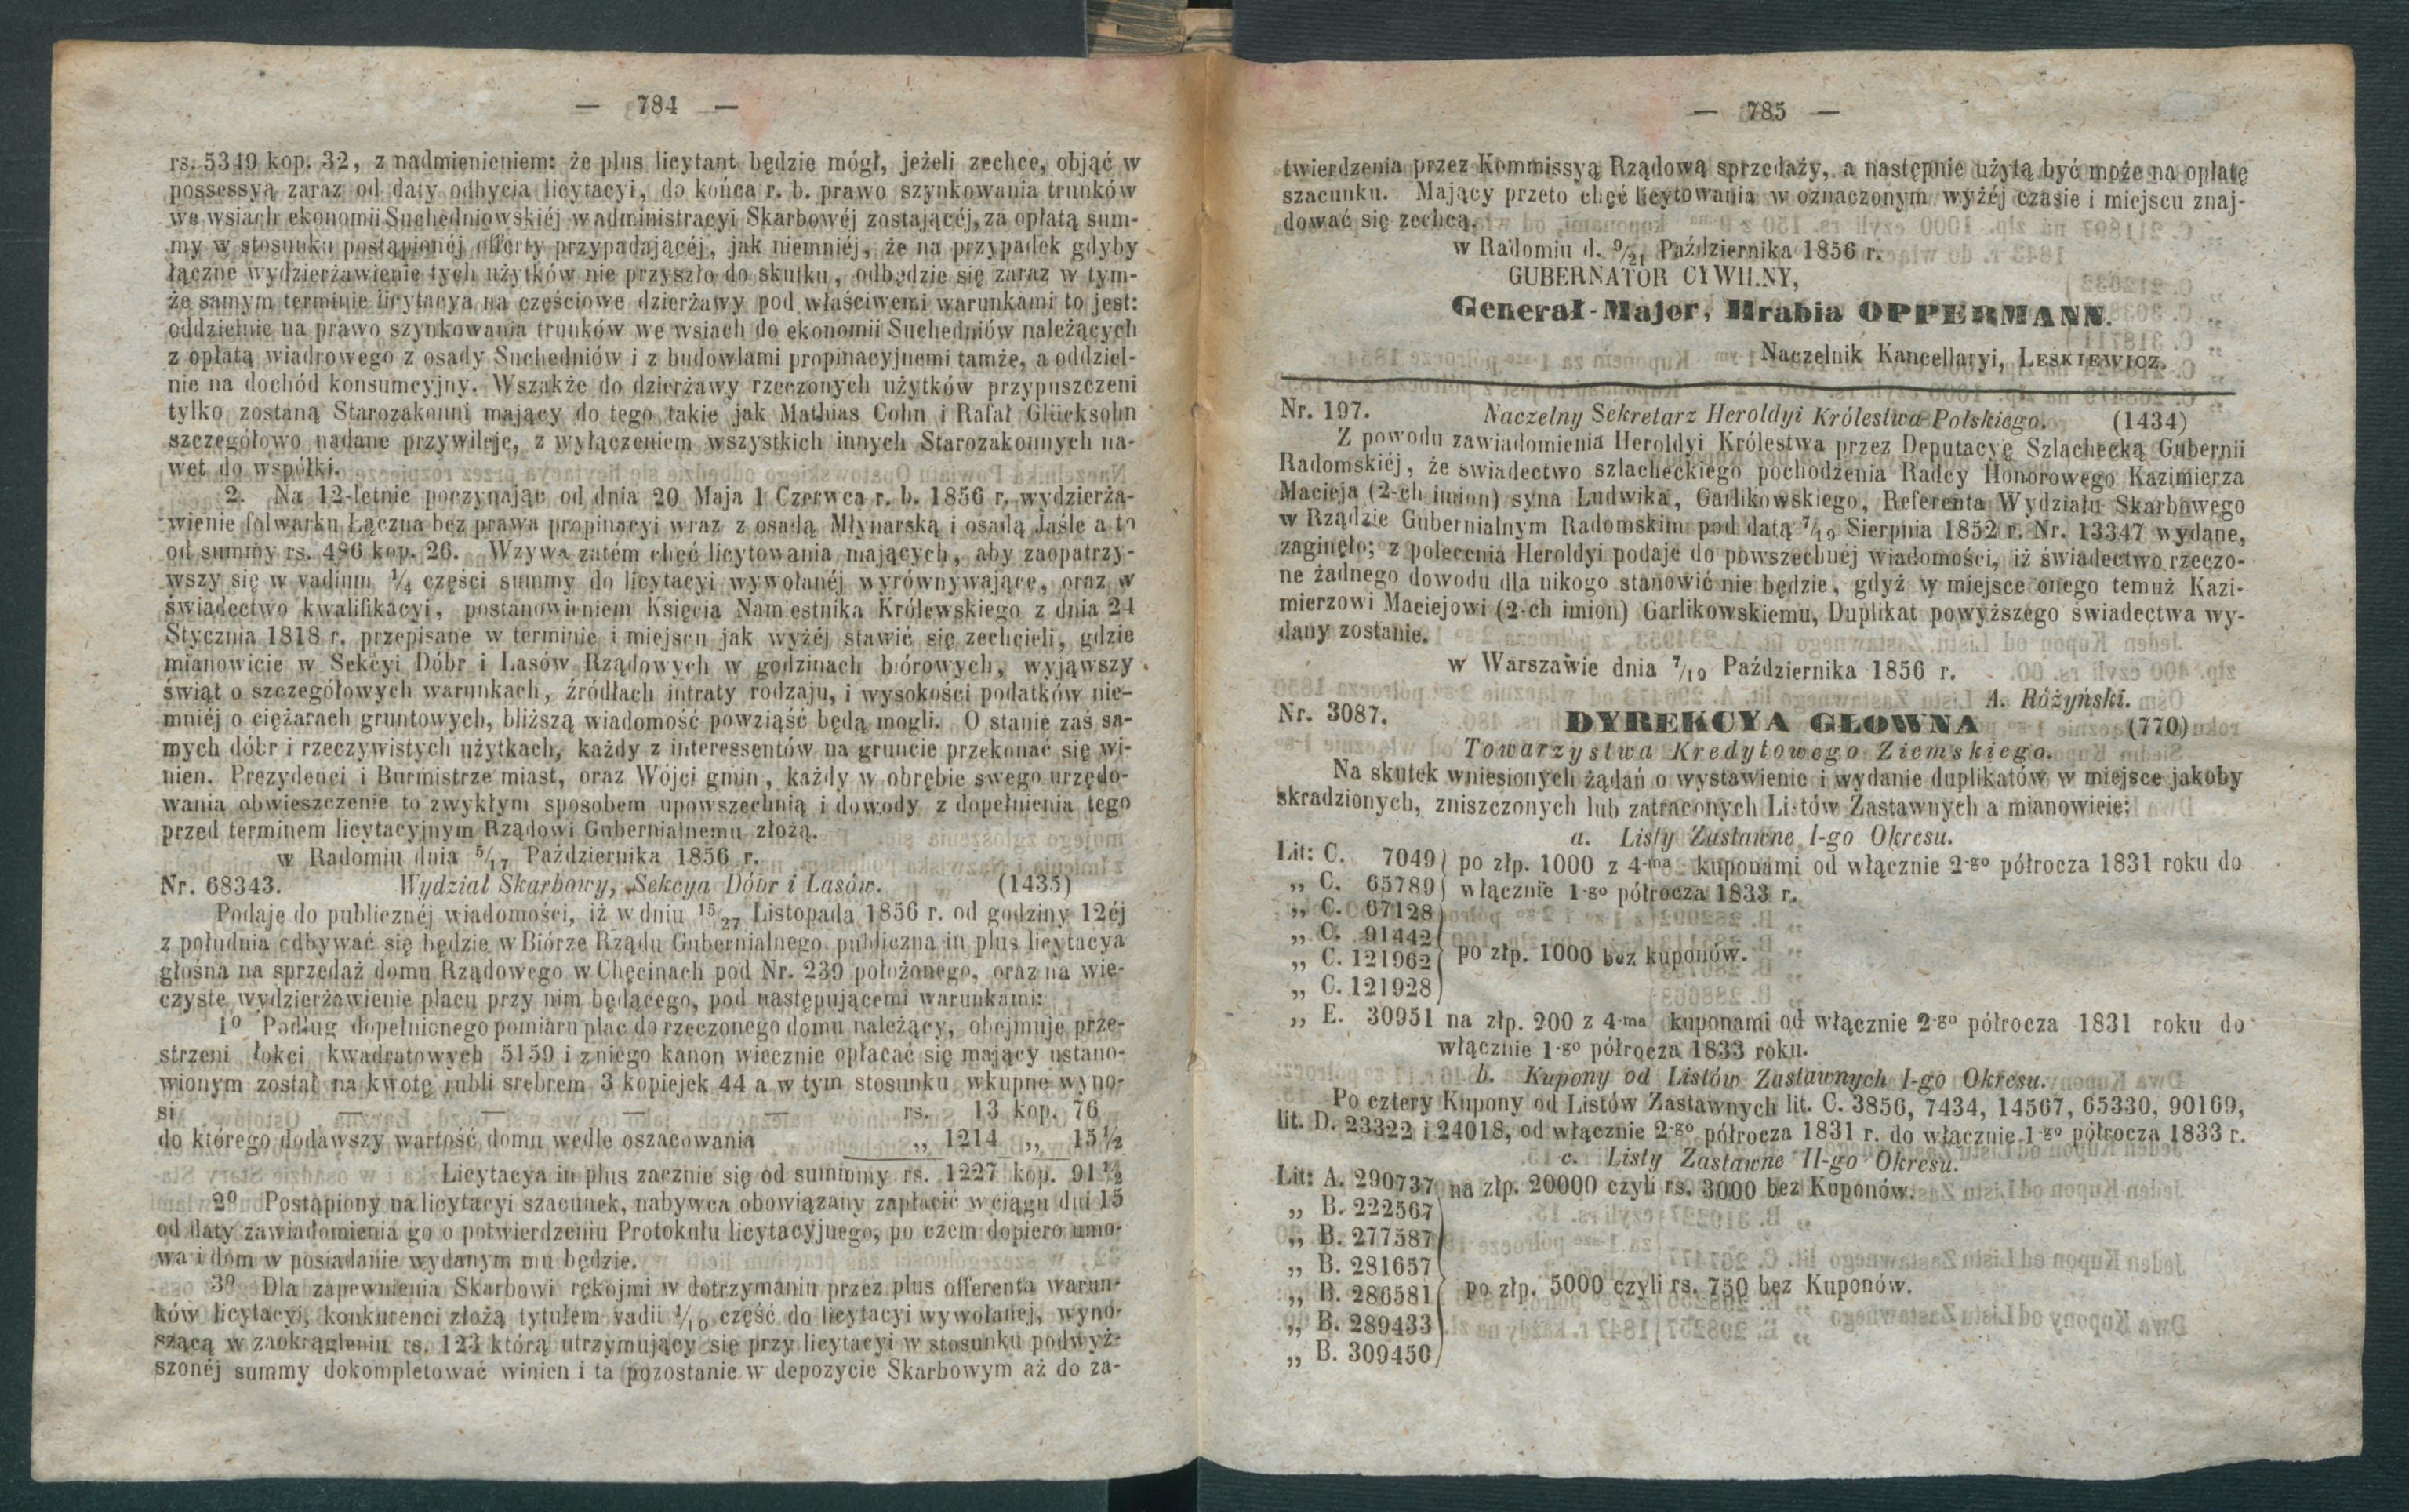 — 784 —
rs. 5349 kop. 32, z nadmienieniem: że plus licytant będzie mógł, jeżeli zechce, objąć w
possessyą zaraz od daty odbycia licytacyi, do końca r. b. prawo szynkowania trunków
we wsiach ekonomii Suchedniowskiéj w administracyi Skarbowéj zostającéj, za opłatą sum-
my w stosunku postąpionéj offerty przypadającéj, jak niemniéj, że na przypadek gdyby
łączne wydzierżawienie tych użytków nie przyszło do skutku, odbędzie się zaraz w tym-
że samym terminie licytacya na częściowe dzierżawy pod właściwemi warunkami to jest:
oddzielnie na prawo szynkowania trunków we wsiach do ekonomii Suchedniów należących
z opłatą wiadrowego z osady Suchedniów i z budowlami propinacyjnemi tamże, a oddziel-
nie na dochód konsumcyjny. Wszakże do dzierżawy rzeczonych użytków przypuszczeni
tylko zostaną Starozakonni mający do tego takie jak Mathias Cohn i Rafał Glücksohn
szczegółowo nadane przywileje, z wyłączeniem wszystkich innych Starozakonnych na-
wet do współki.
2. Na 12-letnie poczynając od dnia 20 Maja 1 Czerwca r. b. 1856 r. wydzierża-
wienie folwarku Łączna bez prawa propinacyi wraz z osadą Młynarską i osadą Jaśle a to
od summy rs. 486 kop. 26. Wzywa zatém chęć licytowania mających, aby zaopatrzy-
wszy się w vadium ¼ części summy do licytacyi wywołanéj wyrównywające, oraz w
świadectwo kwalifikacyi, postanowieniem Księcia Namiestnika Królewskiego z dnia 24
Stycznia 1818 r. przepisane w terminie i miejscu jak wyżéj stawić się zechcieli, gdzie
mianowicie w Sekcyi Dóbr i Lasów Rządowych w godzinach biórowych, wyjąwszy
świąt o szczegółowych warunkach, źródłach intraty rodzaju, i wysokości podatków nie-
mniéj o ciężarach gruntowych, bliższą wiadomość powziąść będą mogli. O stanie zaś sa-
mych dóbr i rzeczywistych użytkach, każdy z interessentów na gruncie przekonać się wi-
nien. Prezydenci i Burmistrze miast, oraz Wójci gmin, każdy w obrębie swego urzędo-
wania obwieszczenie to zwykłym sposobem upowszechnią i dowody z dopełnienia tego
przed terminem licytacyjnym Rządowi Gubernialnemu złożą.
w Radomiu dnia 5/17 Października 1856 r.
Nr. 68343. Wydział Skarbowy, Sekcya Dóbr i Lasów. (1435)
Podaję do publicznéj wiadomości, iż w dniu 15/27 Listopada 1856 r. od godziny 12éj
z południa odbywać się będzie w Biórze Rządu Gubernialnego publiczna in plus licytacya
głośna na sprzedaż domu Rządowego w Chęcinach pod Nr. 239 położonego, oraz na wie-
czyste wydzierżawienie placu przy nim będącego, pod następującemi warunkami:
1º Podług dopełnionego pomiaru plac do rzeczonego domu należący, obejmuje prze-
strzeni łokci kwadratowych 5159 i z niego kanon wiecznie opłacać się mający ustano-
wionym został na kwotę rubli srebrem 3 kopiejek 44 a w tym stosunku wkupne wyno-
si — — — — rs. 13 kop. 76
do którego dodawszy wartość domu wedle oszacowania „ 1214 „ 15½
Licytacya in plus zacznie się od summmy rs. 1227 kop. 91½
2º Postąpiony na licytacyi szacunek, nabywca obowiązany zapłacić w ciągu dni 15
od daty zawiadomienia go o potwierdzeniu Protokułu licytacyjnego, po czem dopiero umo-
wa i dom w posiadanie wydanym mu będzie.
3º Dla zapewnienia Skarbowi rękojmi w dotrzymaniu przez plus offerenta warun-
ków licytacyi, konkurenci złożą tytułem vadii 1/10 część do licytacyi wywołanej, wyno-
szącą w zaokrągleniu rs. 123 którą utrzymujący się przy licytacyi w stosunku podwyż-
szonéj summy dokompletować winien i ta pozostanie w depozycie Skarbowym aż do za-
— 785 —
twierdzenia przez Kommissyą Rządową sprzedaży, a następnie użytą być może na opłatę
szacunku. Mający przeto chęć licytowania w oznaczonym wyżéj czasie i miejscu znaj-
dować się zechcą.
w Radomiu d. 9/21 Października 1856 r.
GUBERNATOR CYWILNY,
Generał-Major, Hrabia OPPERMANN.
Naczelnik Kancellaryi, LEŚKIEWICZ.
Nr. 197. Naczelny Sekretarz Heroldyi Królestwa Polskiego. (1434)
Z powodu zawiadomienia Heroldyi Królestwa przez Deputacyę Szlachecką Gubernii
Radomskiéj, że świadectwo szlacheckiego pochodzenia Radcy Honorowego Kazimierza
Macieja (2-ch imion) syna Ludwika, Garlikowskiego, Referenta Wydziału Skarbowego
w Rządzie Gubernialnym Radomskim pod datą 7/19 Sierpnia 1852 r. Nr. 13347 wydane,
zaginęło; z polecenia Heroldyi podaje do powszechnéj wiadomości, iż świadectwo rzeczo-
ne żadnego dowodu dla nikogo stanowić nie będzie, gdyż w miejsce onego temuż Kazi-
mierzowi Maciejowi (2-ch imion) Garlikowskiemu, Duplikat powyższego świadectwa wy-
dany zostanie.
w Warszawie dnia 7/19 Października 1856 r.
A. Różyński.
Nr. 3087. DYREKCYA GŁOWNA (770)
Towarzystwa Kredytowego Ziemskiego.
Na skutek wniesionych żądań o wystawienie i wydanie duplikatów w miejsce jakoby
skradzionych, zniszczonych lub zatraconych Listów Zastawnych a mianowicie:
a. Listy Zastawne I-go Okresu.
Lit: C. 7049 po złp. 1000 z 4-ma kuponami od włącznie 2-go półrocza 1831 roku do
„ C. 65789 włącznie 1-go półrocza 1833 r.
„ C. 67128
„ C. 91442
„ C. 121962 po złp. 1000 bez kuponów.
„ C. 121928
„ E. 30951 na złp. 200 z 4-ma kuponami od włącznie 2-go półrocza 1831 roku do
włącznie 1-go półrocza 1833 roku.
b. Kupony od Listów Zastawnych I-go Okresu.
Po cztery Kupony od Listów Zastawnych lit. C. 3856, 7434, 14567, 65330, 90169,
lit. D. 23322 i 24018, od włącznie 2-go półrocza 1831 r. do włącznie 1-go półrocza 1833 r.
c. Listy Zastawne II-go Okresu.
Lit: A. 290737 na złp. 20000 czyli rs. 3000 bez Kuponów.
„ B. 222567
„ B. 277587
„ B. 281657
„ B. 286581 po złp. 5000 czyli rs. 750 bez Kuponów.
„ B. 289433
„ B. 309450